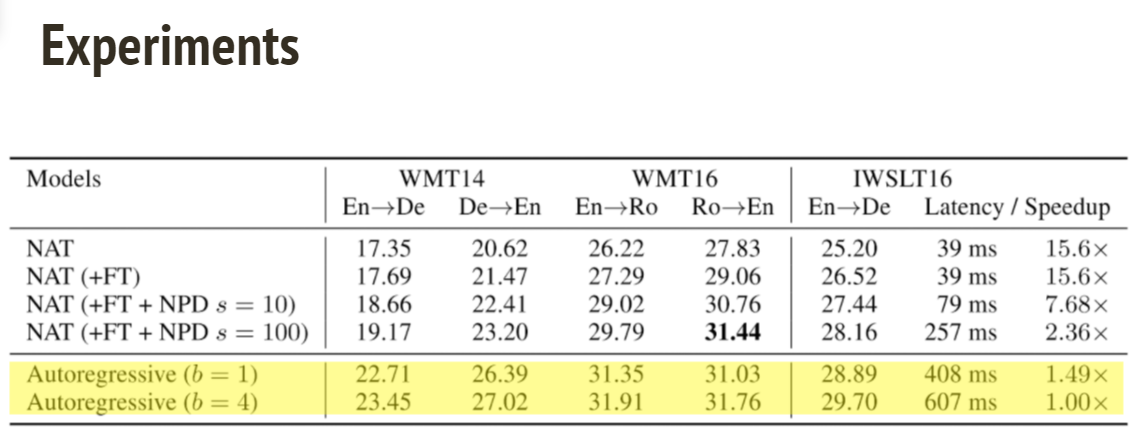 Experiments
Models WMT14 WMT16 IWSLT16
En→De De→En En→Ro Ro→En En→De Latency / Speedup
NAT 17.35 20.62 26.22 27.83 25.20 39 ms 15.6×
NAT (+FT) 17.69 21.47 27.29 29.06 26.52 39 ms 15.6×
NAT (+FT + NPD s = 10) 18.66 22.41 29.02 30.76 27.44 79 ms 7.68×
NAT (+FT + NPD s = 100) 19.17 23.20 29.79 31.44 28.16 257 ms 2.36×
Autoregressive (b = 1) 22.71 26.39 31.35 31.03 28.89 408 ms 1.49×
Autoregressive (b = 4) 23.45 27.02 31.91 31.76 29.70 607 ms 1.00×